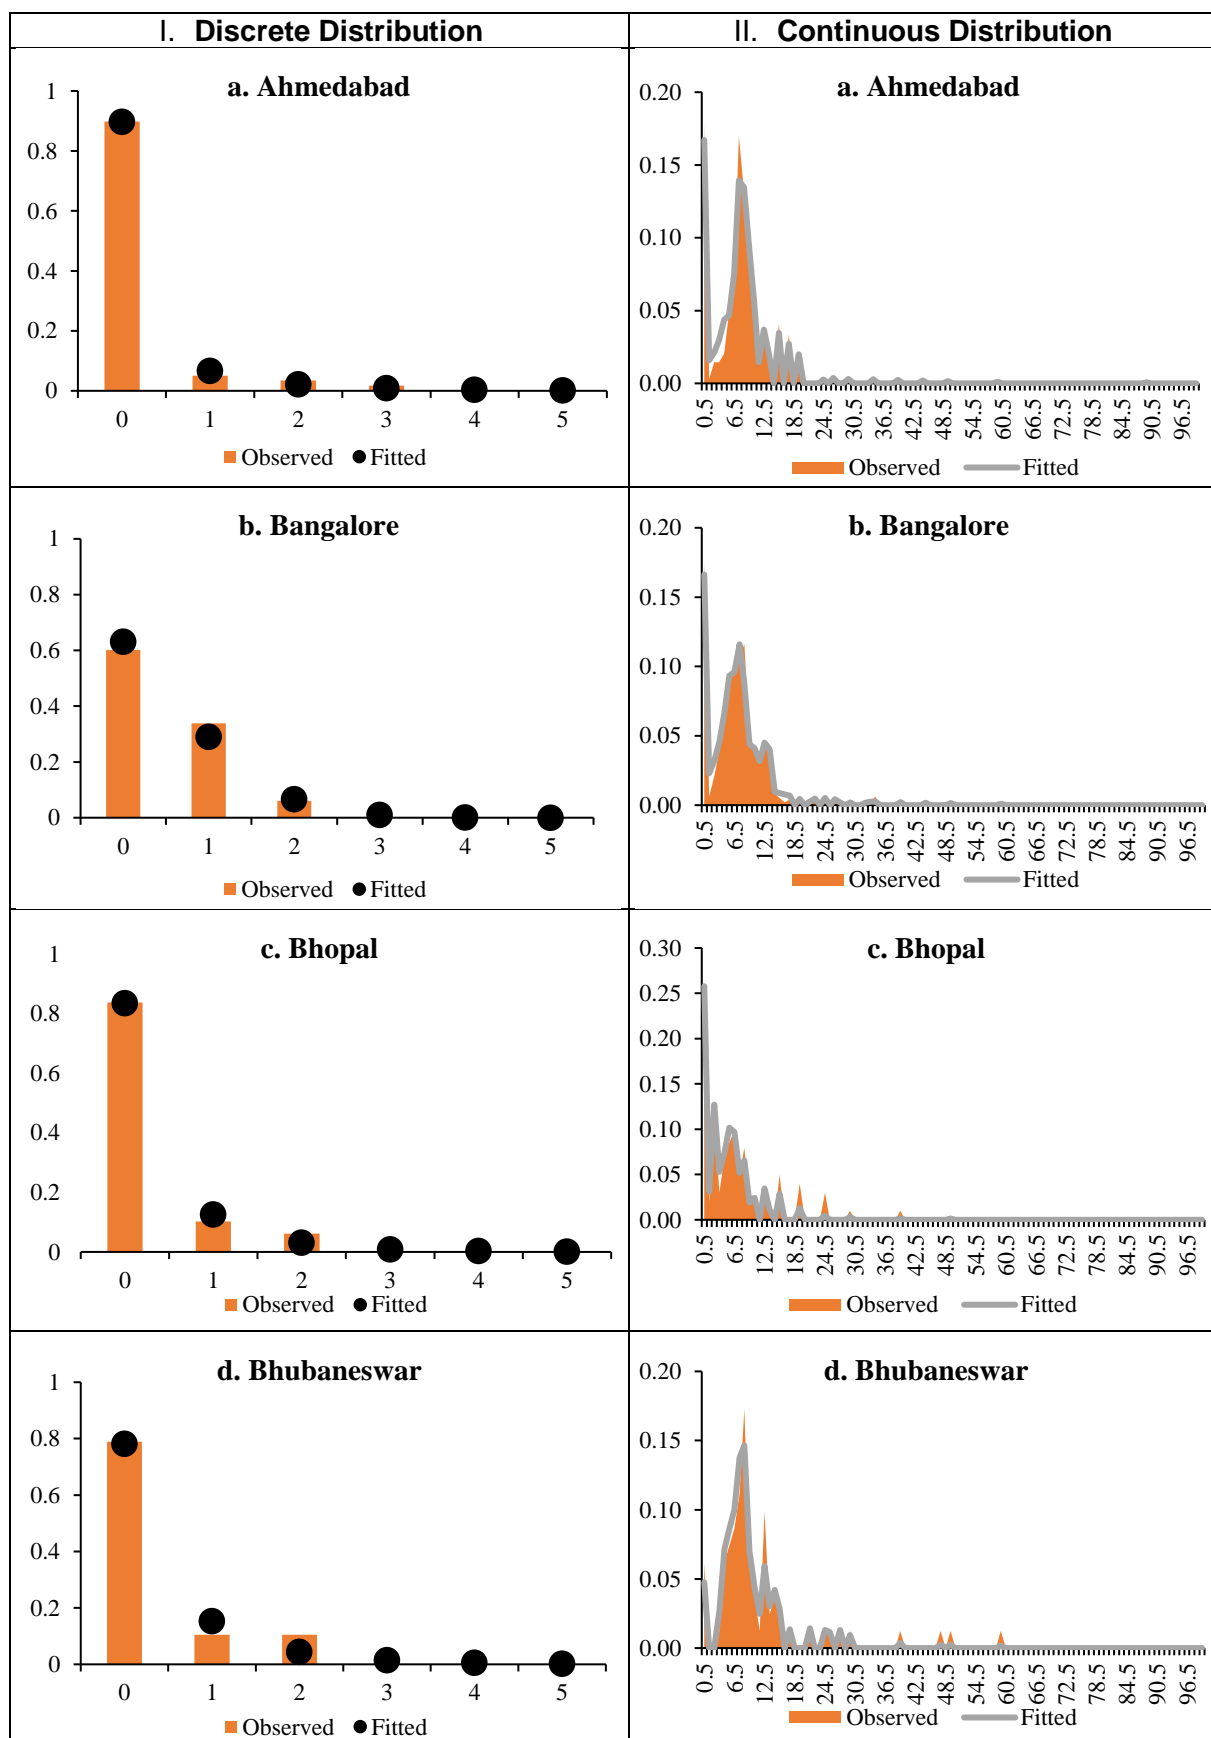 I. Discrete Distribution
II. Continuous Distribution
a. Ahmedabad
1
0.8
0.6
0.4
0.2
0
0 1 2 3 4 5
Observed Fitted
a. Ahmedabad
0.20
0.15
0.10
0.05
0.00
0.5 6.5 12.5 18.5 24.5 30.5 36.5 42.5 48.5 54.5 60.5 66.5 72.5 78.5 84.5 90.5 96.5
Observed Fitted
b. Bangalore
1
0.8
0.6
0.4
0.2
0
0 1 2 3 4 5
Observed Fitted
b. Bangalore
0.20
0.15
0.10
0.05
0.00
0.5 6.5 12.5 18.5 24.5 30.5 36.5 42.5 48.5 54.5 60.5 66.5 72.5 78.5 84.5 90.5 96.5
Observed Fitted
c. Bhopal
1
0.8
0.6
0.4
0.2
0
0 1 2 3 4 5
Observed Fitted
c. Bhopal
0.30
0.25
0.20
0.15
0.10
0.05
0.00
0.5 6.5 12.5 18.5 24.5 30.5 36.5 42.5 48.5 54.5 60.5 66.5 72.5 78.5 84.5 90.5 96.5
Observed Fitted
d. Bhubaneswar
1
0.8
0.6
0.4
0.2
0
0 1 2 3 4 5
Observed Fitted
d. Bhubaneswar
0.20
0.15
0.10
0.05
0.00
0.5 6.5 12.5 18.5 24.5 30.5 36.5 42.5 48.5 54.5 60.5 66.5 72.5 78.5 84.5 90.5 96.5
Observed Fitted